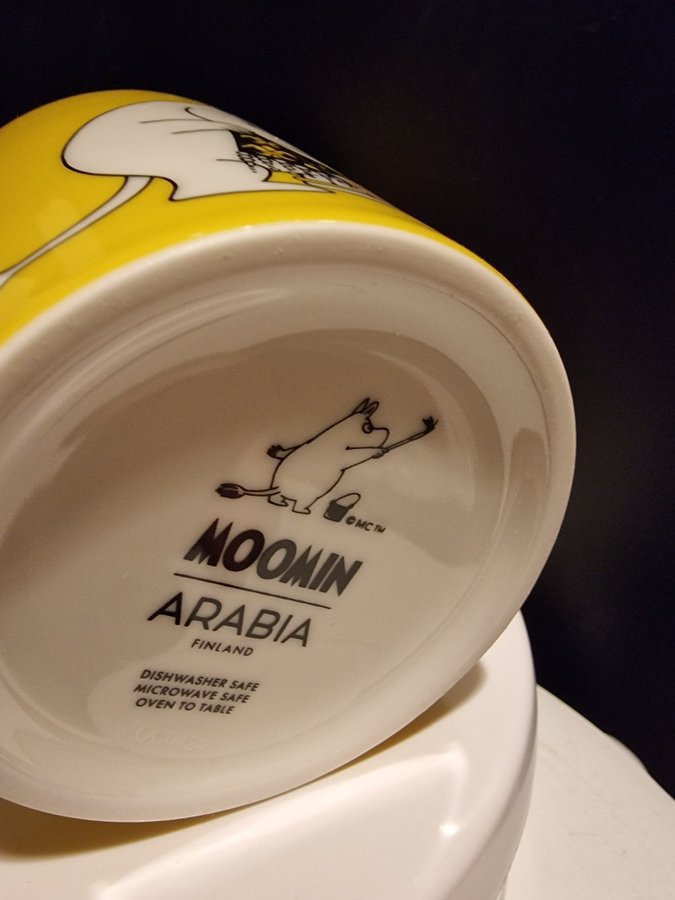 ©MC™
MOOMIN
ARABIA
FINLAND
DISHWASHER SAFE
MICROWAVE SAFE
OVEN TO TABLE